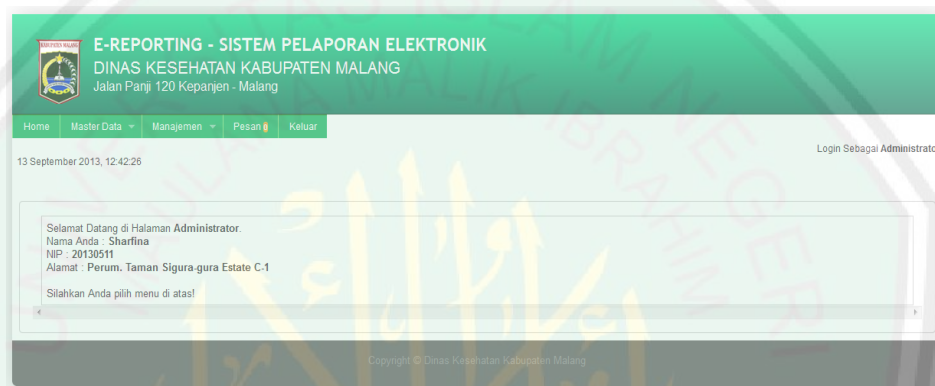 E-REPORTING - SISTEM PELAPORAN ELEKTRONIK
DINAS KESEHATAN KABUPATEN MALANG
Jalan Panji 120 Kepanjen - Malang
Home Master Data Manajemen Pesan Keluar
Login Sebagai Administrato
13 September 2013, 12:42:26
Selamat Datang di Halaman Administrator.
Nama Anda : Sharfina
NIP : 20130511
Alamat : Perum. Taman Sigura-gura Estate C-1
Silahkan Anda pilih menu di atas!
Copyright © Dinas Kesehatan Kabupaten Malang